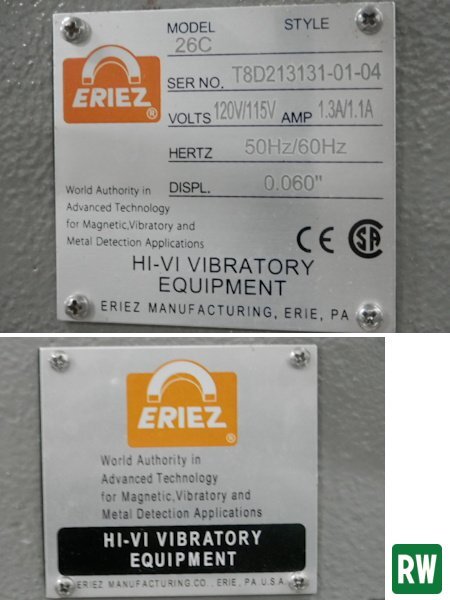 MODEL STYLE
26C
ERIEZ ®
SER NO. T8D213131-01-04
VOLTS 120V/115V AMP 1.3A/1.1A
HERTZ 50Hz/60Hz
DISPL. 0.060"
World Authority in
Advanced Technology
for Magnetic,Vibratory and
Metal Detection Applications
CE SA
HI-VI VIBRATORY
EQUIPMENT
ERIEZ MANUFACTURING, ERIE, PA
ERIEZ ®
World Authority in
Advanced Technology
for Magnetic,Vibratory and
Metal Detection Applications
HI-VI VIBRATORY
EQUIPMENT
ERIEZ MANUFACTURING CO., ERIE, PA U.S.A.
RW